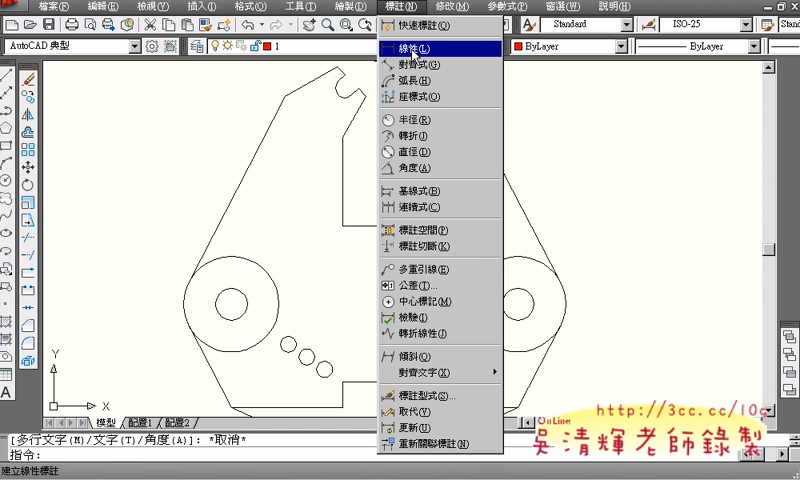 檔案(F) 編輯(E) 檢視(V) 插入(I) 格式(O) 工具(T) 繪製(D) 標註(N) 修改(M) 參數式(P) 窗選(W) 說明(H)
Standard ISO-25
AutoCAD 典型 1 ByLayer ByLayer
快速標註(Q)
線性(L)
對齊式(G)
弧長(H)
座標式(O)
半徑(R)
轉折(J)
直徑(D)
角度(A)
基線式(B)
連續式(C)
標註空間(P)
標註切斷(K)
多重引線(E)
公差(T)...
中心標記(M)
檢驗(I)
轉折線性(J)
傾斜(Q)
對齊文字(X)
標註型式(S)...
取代(V)
更新(U)
重新關聯標註(N)
Y
X
A
模型 配置1 配置2
[多行文字(M)/文字(T)/角度(A)]: *取消*
指令:
建立線性標註
http://3cc.cc/10q
OnLine
吳清輝老師錄製